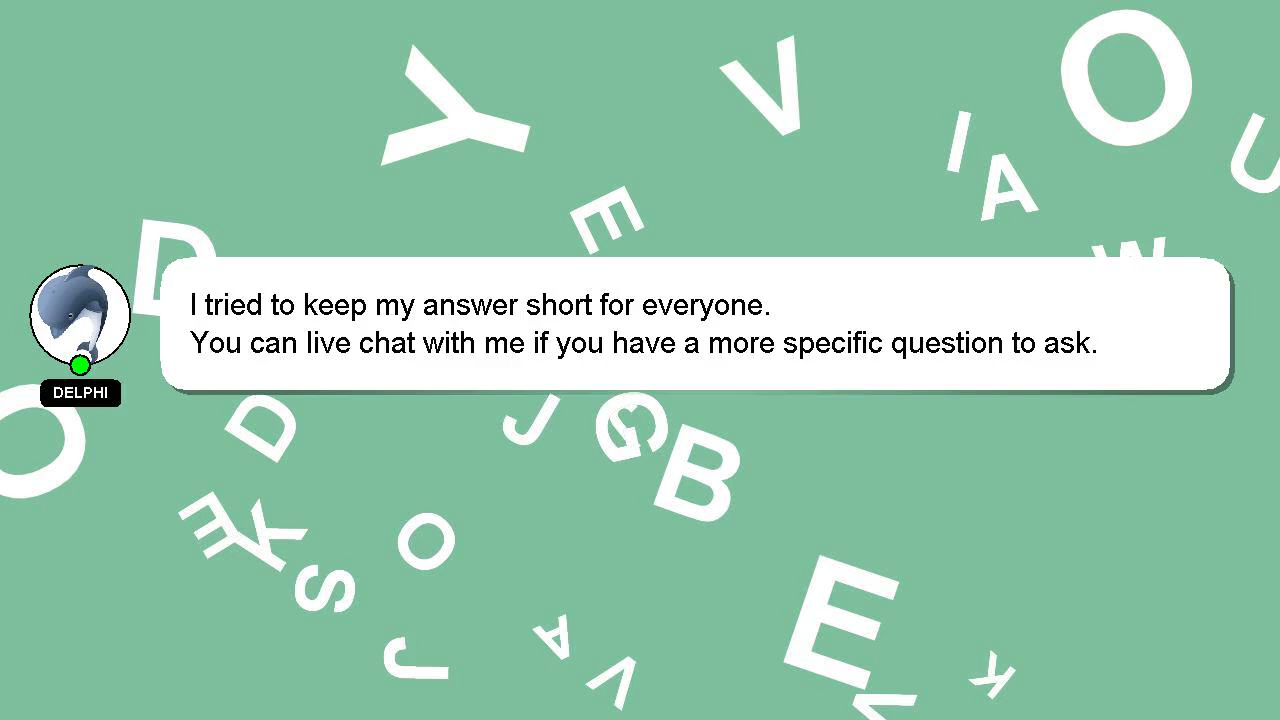 I tried to keep my answer short for everyone.
You can live chat with me if you have a more specific question to ask.
DELPHI
Y
V
O
I
A
U
E
D
W
O
D
J
G
B
E
K
S
O
J
A
V
E
K
V